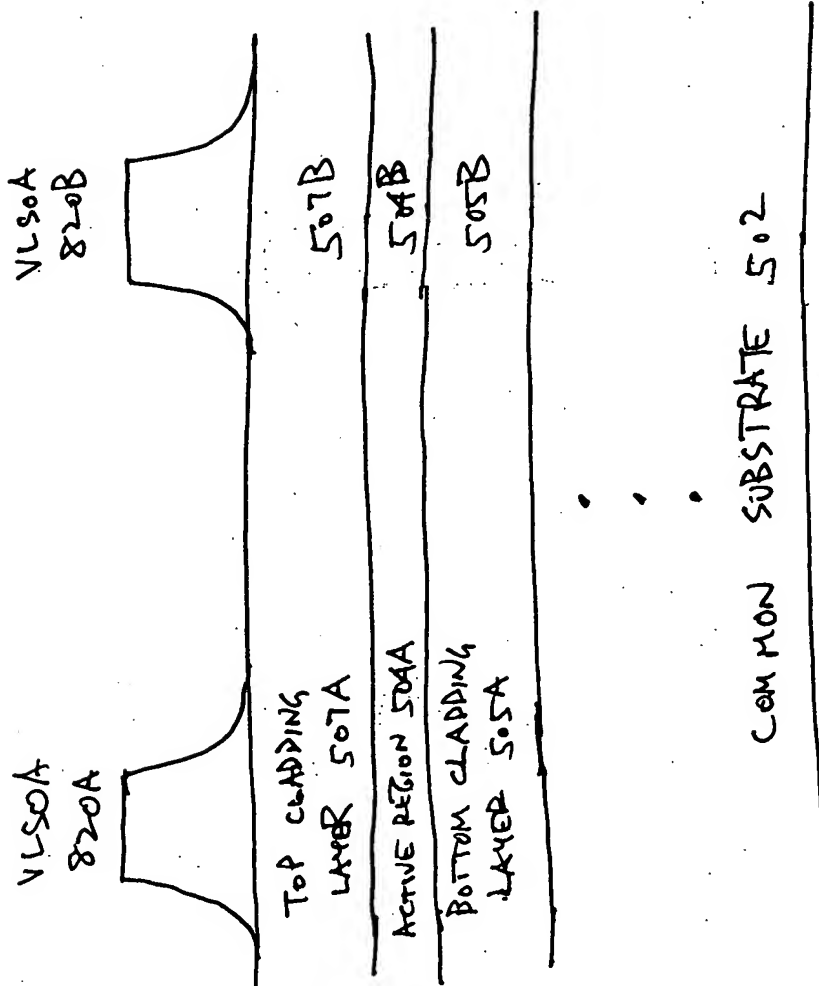 VLSOA
820A
VLSOA
820B
TOP CLADDING
LAYER 507A
507B
ACTIVE REGION 504A
504B
BOTTOM CLADDING
LAYER 505A
505B
COMMON SUBSTRATE 502